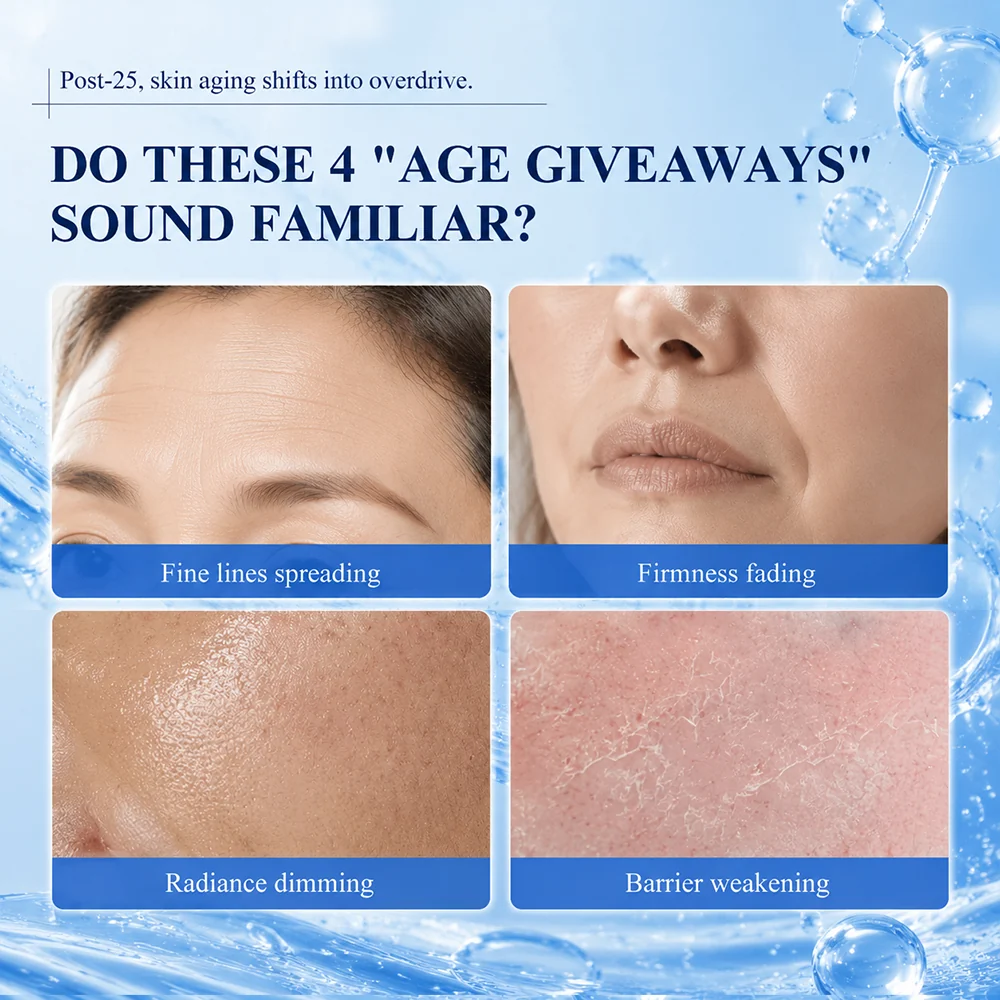 Post-25, skin aging shifts into overdrive.
DO THESE 4 "AGE GIVEAWAYS"
SOUND FAMILIAR?
Fine lines spreading
Firmness fading
Radiance dimming
Barrier weakening